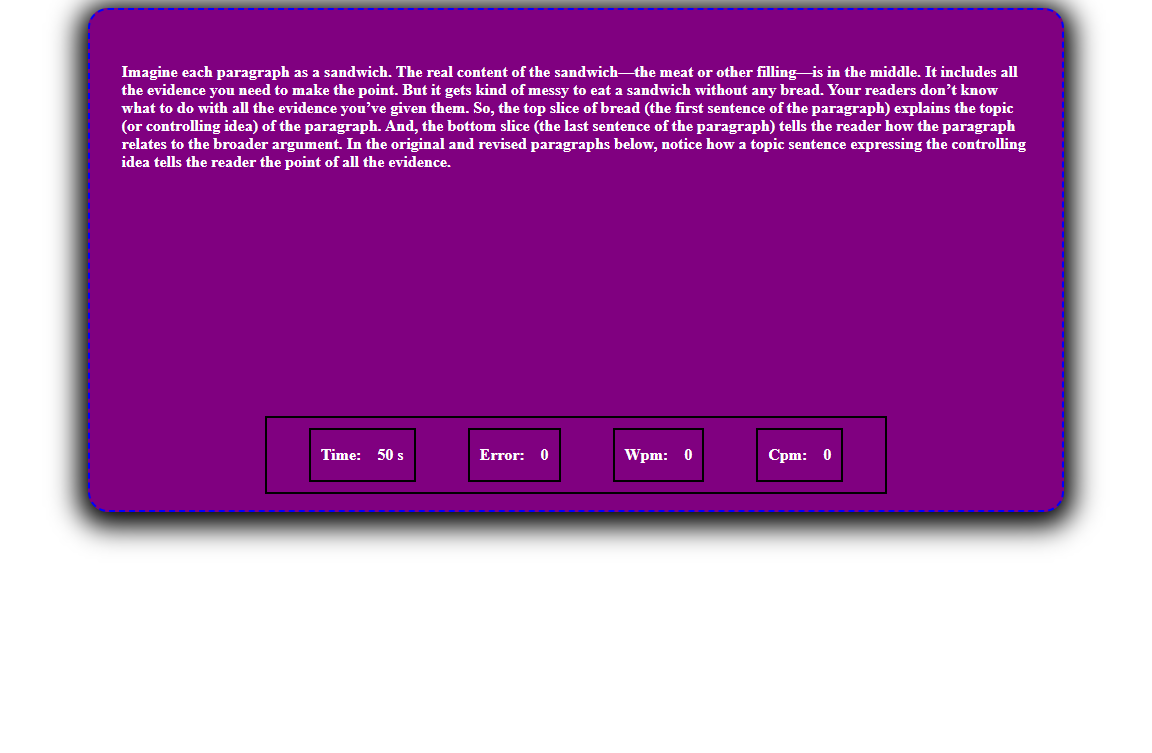 Imagine each paragraph as a sandwich. The real content of the sandwich—the meat or other filling—is in the middle. It includes all
the evidence you need to make the point. But it gets kind of messy to eat a sandwich without any bread. Your readers don’t know
what to do with all the evidence you’ve given them. So, the top slice of bread (the first sentence of the paragraph) explains the topic
(or controlling idea) of the paragraph. And, the bottom slice (the last sentence of the paragraph) tells the reader how the paragraph
relates to the broader argument. In the original and revised paragraphs below, notice how a topic sentence expressing the controlling
idea tells the reader the point of all the evidence.
Time: 50 s Error: 0 Wpm: 0 Cpm: 0